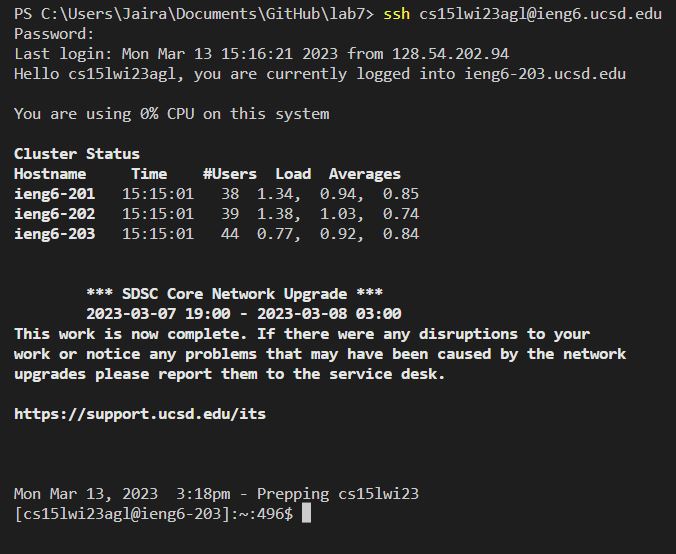 PS C:\Users\Jaira\Documents\GitHub\lab7> ssh cs15lwi23agl@ieng6.ucsd.edu
Password:
Last login: Mon Mar 13 15:16:21 2023 from 128.54.202.94
Hello cs15lwi23agl, you are currently logged into ieng6-203.ucsd.edu
You are using 0% CPU on this system
Cluster Status
Hostname Time #Users Load Averages
ieng6-201 15:15:01 38 1.34, 0.94, 0.85
ieng6-202 15:15:01 39 1.38, 1.03, 0.74
ieng6-203 15:15:01 44 0.77, 0.92, 0.84
*** SDSC Core Network Upgrade ***
2023-03-07 19:00 - 2023-03-08 03:00
This work is now complete. If there were any disruptions to your
work or notice any problems that may have been caused by the network
upgrades please report them to the service desk.
https://support.ucsd.edu/its
Mon Mar 13, 2023 3:18pm - Prepping cs15lwi23
[cs15lwi23agl@ieng6-203]:~:496$